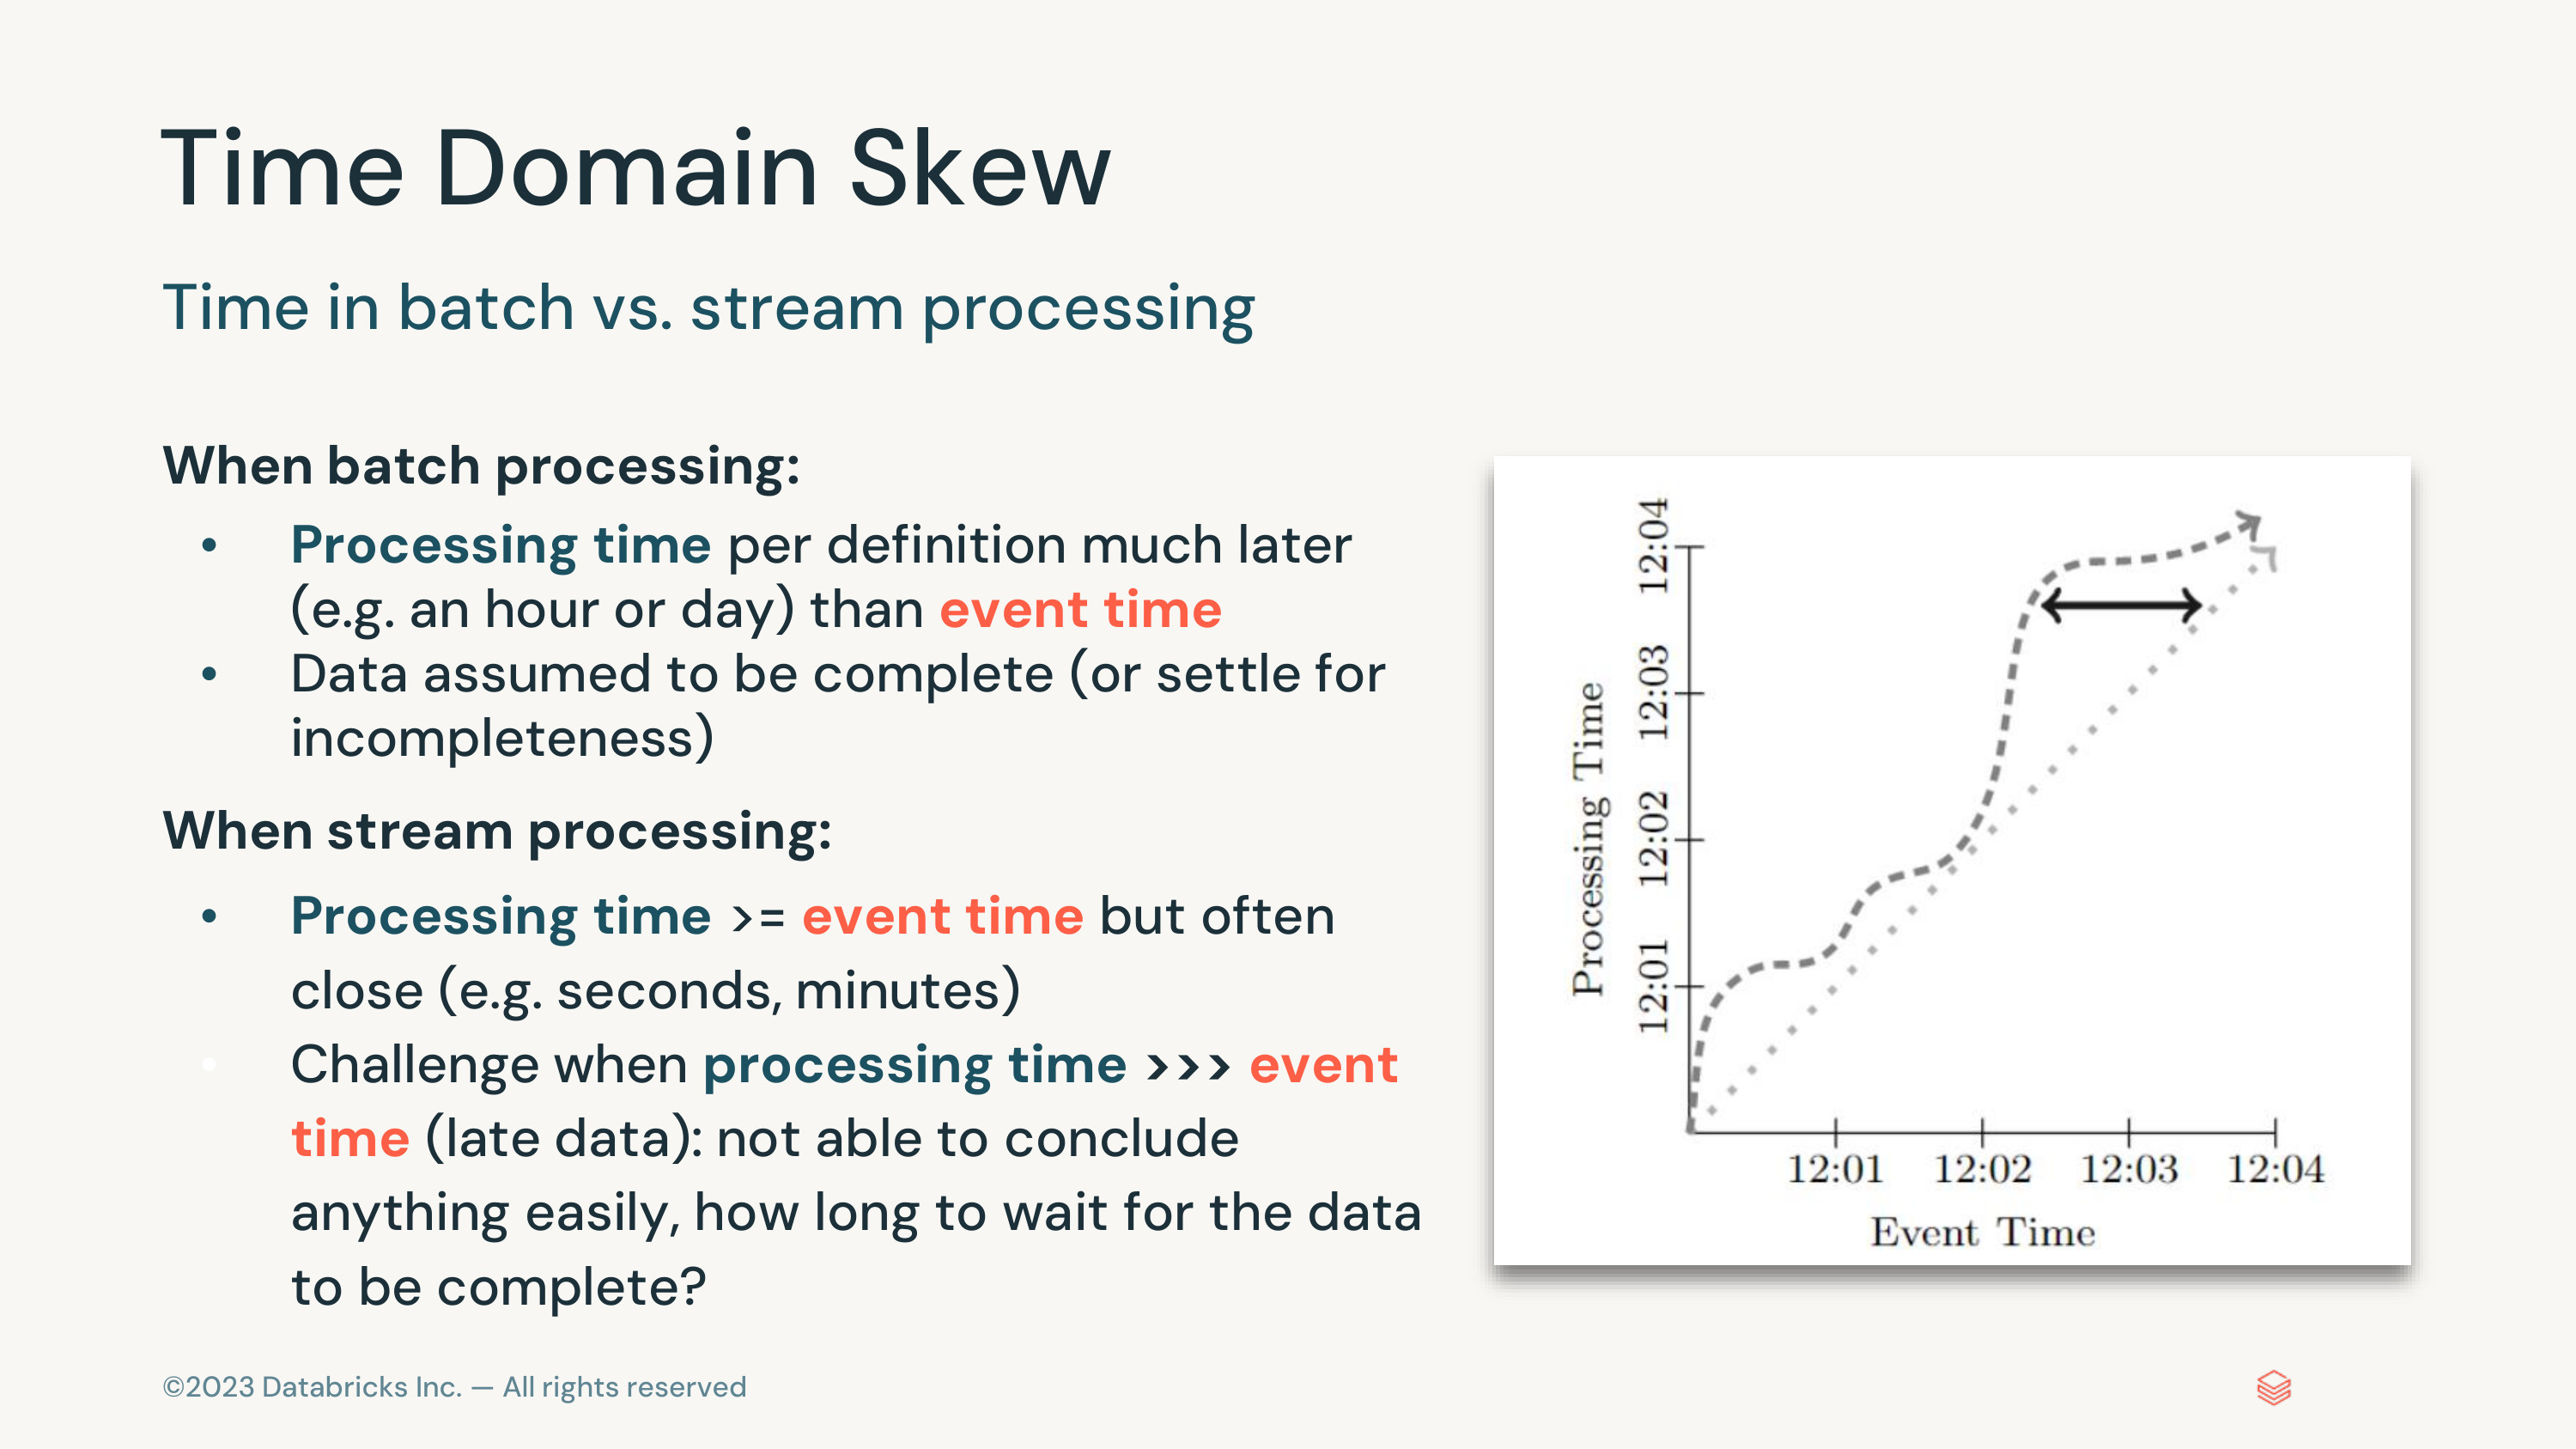 Time Domain Skew
Time in batch vs. stream processing
When batch processing:
• Processing time per definition much later
(e.g. an hour or day) than event time
• Data assumed to be complete (or settle for
incompleteness)
When stream processing:
• Processing time >= event time but often
close (e.g. seconds, minutes)
• Challenge when processing time >>> event
time (late data): not able to conclude
anything easily, how long to wait for the data
to be complete?
Processing Time
12:04
12:03
12:02
12:01
12:01 12:02 12:03 12:04
Event Time
©2023 Databricks Inc. — All rights reserved